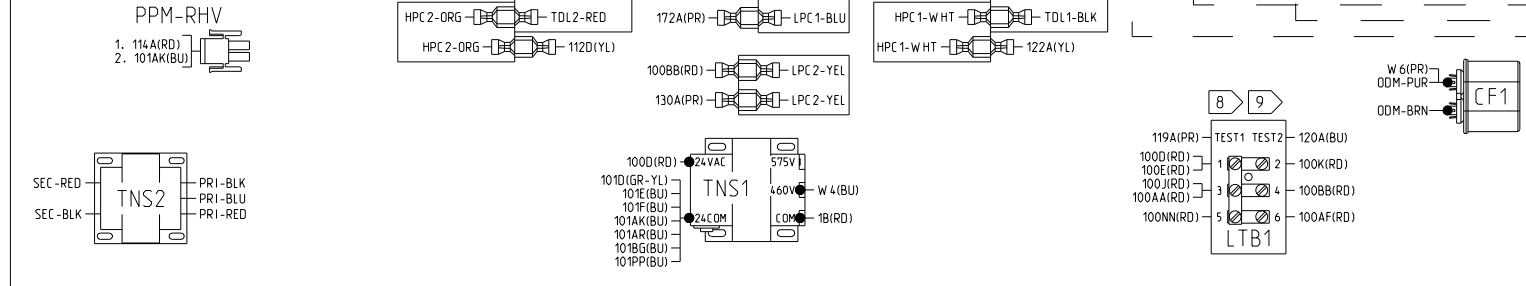 PPM-RHV
1. 114A(RD)
2. 101AK(BU)
HPC2-ORG TDL2-RED
HPC2-ORG 112D(YL)
172A(PR) LPC1-BLU
100BB(RD) LPC2-YEL
130A(PR) LPC2-YEL
HPC1-WHT TDL1-BLK
HPC1-WHT 122A(YL)
W6(PR)
ODM-PUR
ODM-BRN
CF1
8 9
119A(PR) TEST1 TEST2 120A(BU)
100D(RD)
100E(RD)
1 2 100K(RD)
100J(RD)
100AA(RD)
3 4 100BB(RD)
100NN(RD) 5 6 100AF(RD)
LTB1
SEC-RED PRI-BLK
TNS2
PRI-BLU
SEC-BLK PRI-RED
100D(RD) 24VAC 575V
101D(GR-YL)
101E(BU)
101F(BU)
101AK(BU)
101AR(BU)
101BG(BU)
101PP(BU)
TNS1
460V W4(BU)
24COM COM 1B(RD)